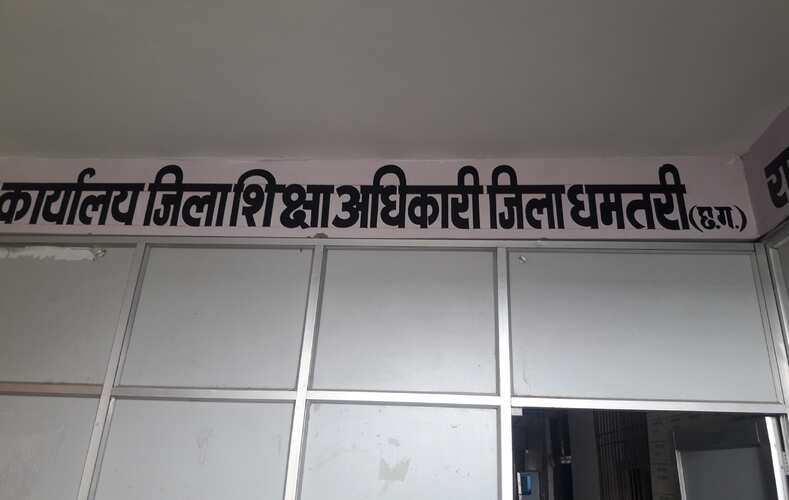 कार्यालय जिला शिक्षा अधिकारी जिला धमतरी (छ.ग.)